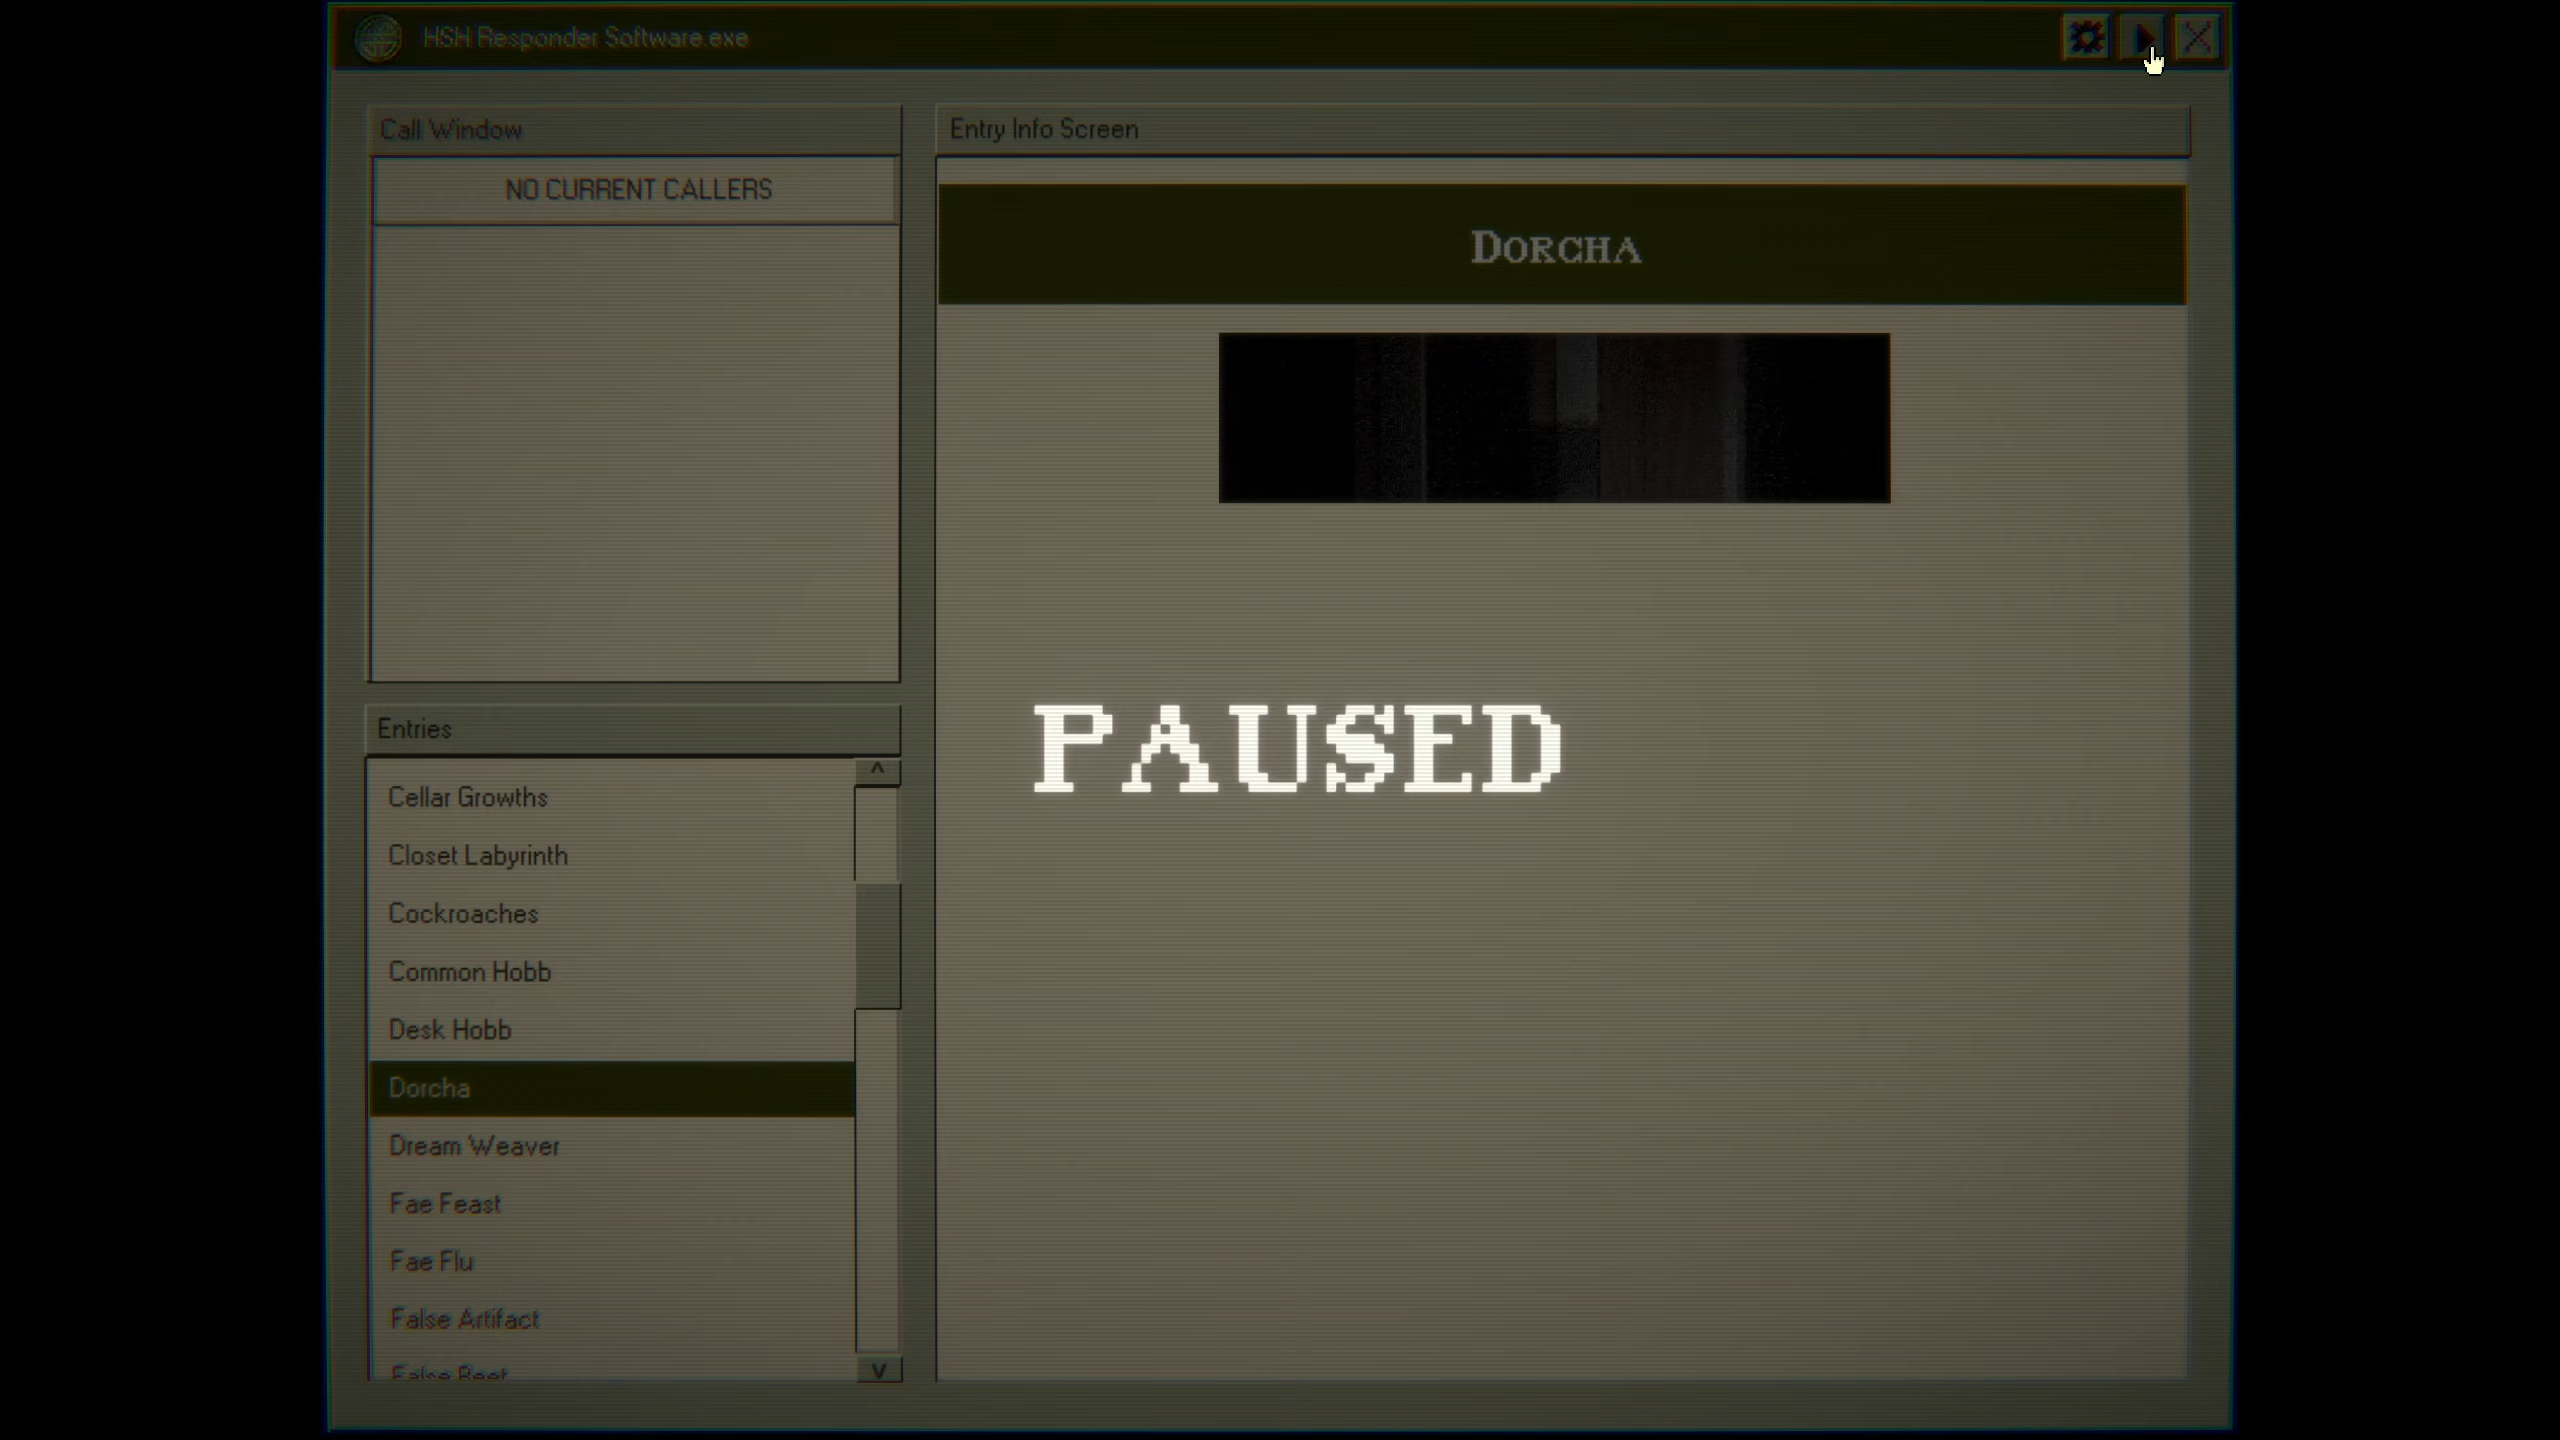 HSH Responder Software.exe
Call Window
NO CURRENT CALLERS
Entry Info Screen
DORCHA
PAUSED
Entries
Cellar Growths
Closet Labyrinth
Cockroaches
Common Hobb
Desk Hobb
Dorcha
Dream Weaver
Fae Feast
Fae Flu
False Artifact